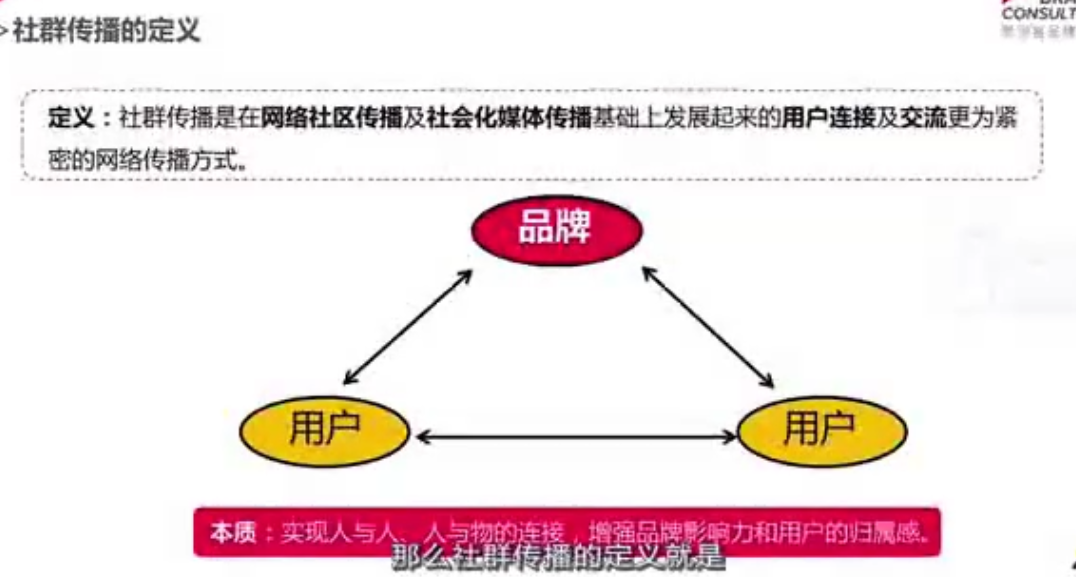 >社群传播的定义
CONSULT
定义：社群传播是在网络社区传播及社会化媒体传播基础上发展起来的用户连接及交流更为紧
密的网络传播方式。
品牌
用户
用户
本质：实现人与人、人与物的连接，增强品牌影响力和用户的归属感。
那么社群传播的定义就是